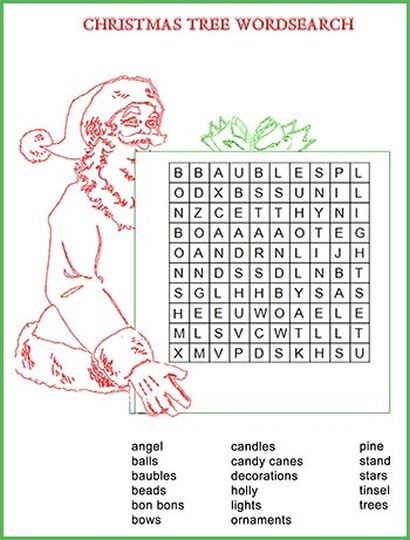 CHRISTMAS TREE WORDSEARCH
B B A U B L E S P L
O D X B S S U N I L
N Z C E T T H Y N I
B O A A A A O T E G
O A N D R N L I J H
N N D S S D L N B T
S G L H H B Y S A S
H E E U W O A E L E
M L S V C W T L L T
X M V P D S K H S U
angel candles pine
balls candy canes stand
baubles decorations stars
beads holly tinsel
bon bons lights trees
bows ornaments